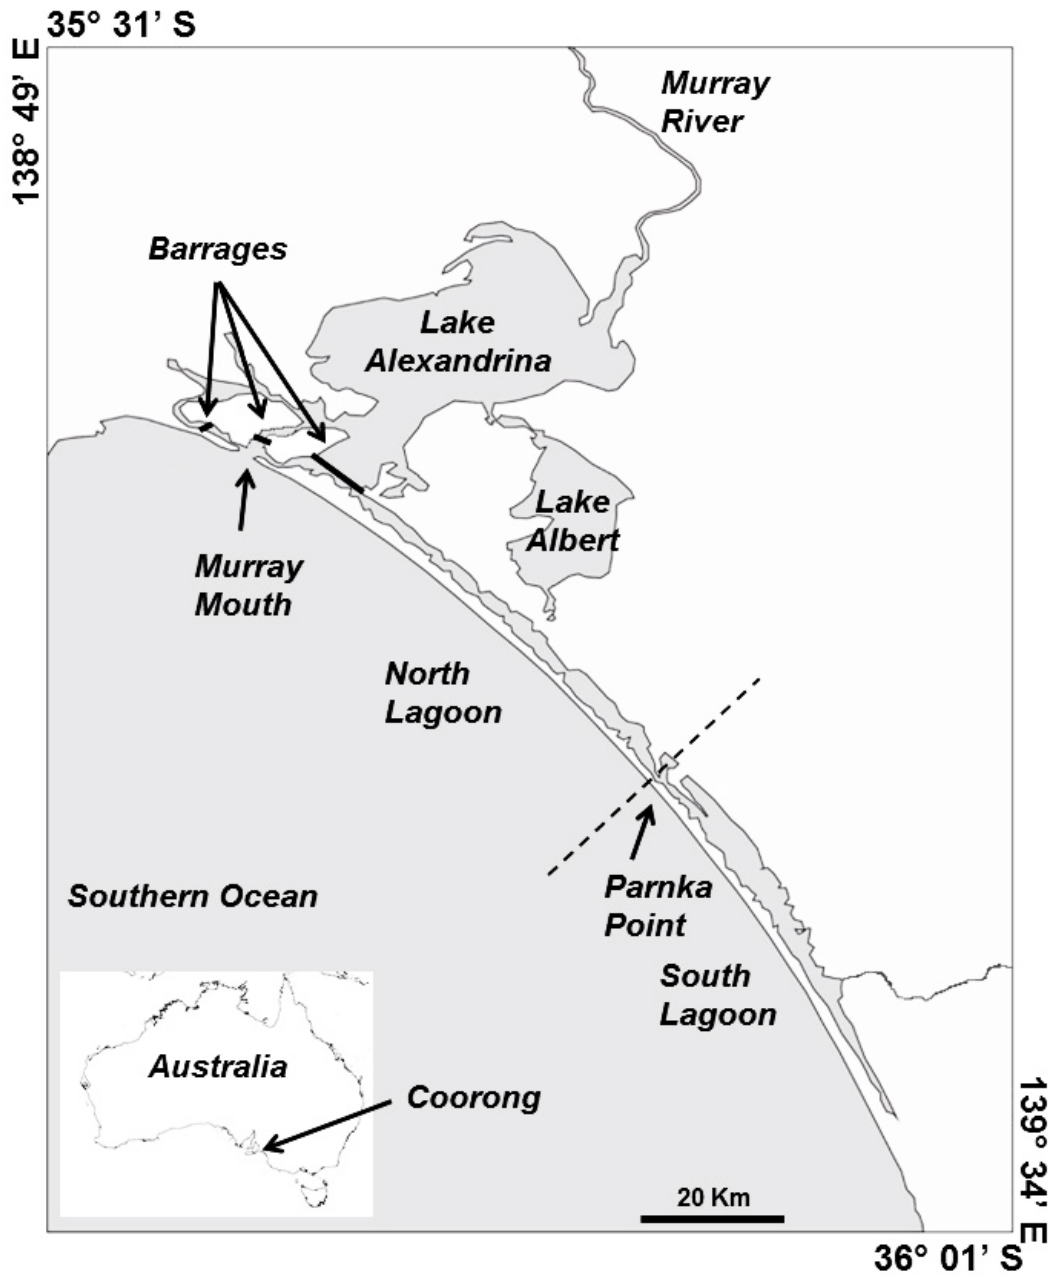 35° 31’ S
138° 49’ E
Murray
River
Barrages
Lake
Alexandrina
Lake
Albert
Murray
Mouth
North
Lagoon
Parnka
Point
Southern Ocean
South
Lagoon
Australia
Coorong
20 Km
139° 34’ E
36° 01’ S